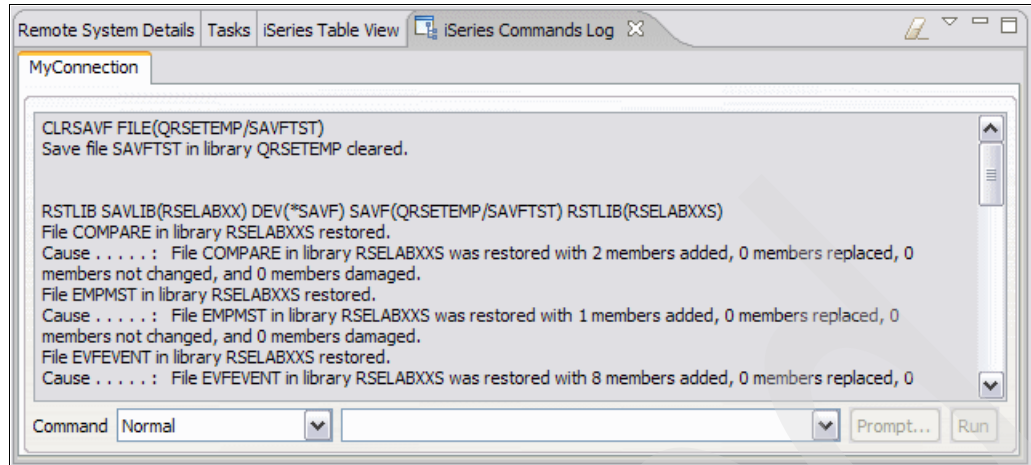 Remote System Details Tasks iSeries Table View iSeries Commands Log
MyConnection
CLRSAVF FILE(QRSETEMP/SAVFTST)
Save file SAVFTST in library QRSETEMP cleared.
RSTLIB SAVLIB(RSELABXX) DEV(*SAVF) SAVF(QRSETEMP/SAVFTST) RSTLIB(RSELABXXS)
File COMPARE in library RSELABXXS restored.
Cause . . . . . :   File COMPARE in library RSELABXXS was restored with 2 members added, 0 members replaced, 0
members not changed, and 0 members damaged.
File EMPMST in library RSELABXXS restored.
Cause . . . . . :   File EMPMST in library RSELABXXS was restored with 1 members added, 0 members replaced, 0
members not changed, and 0 members damaged.
File EVFEVENT in library RSELABXXS restored.
Cause . . . . . :   File EVFEVENT in library RSELABXXS was restored with 8 members added, 0 members replaced, 0
Command Normal Prompt... Run